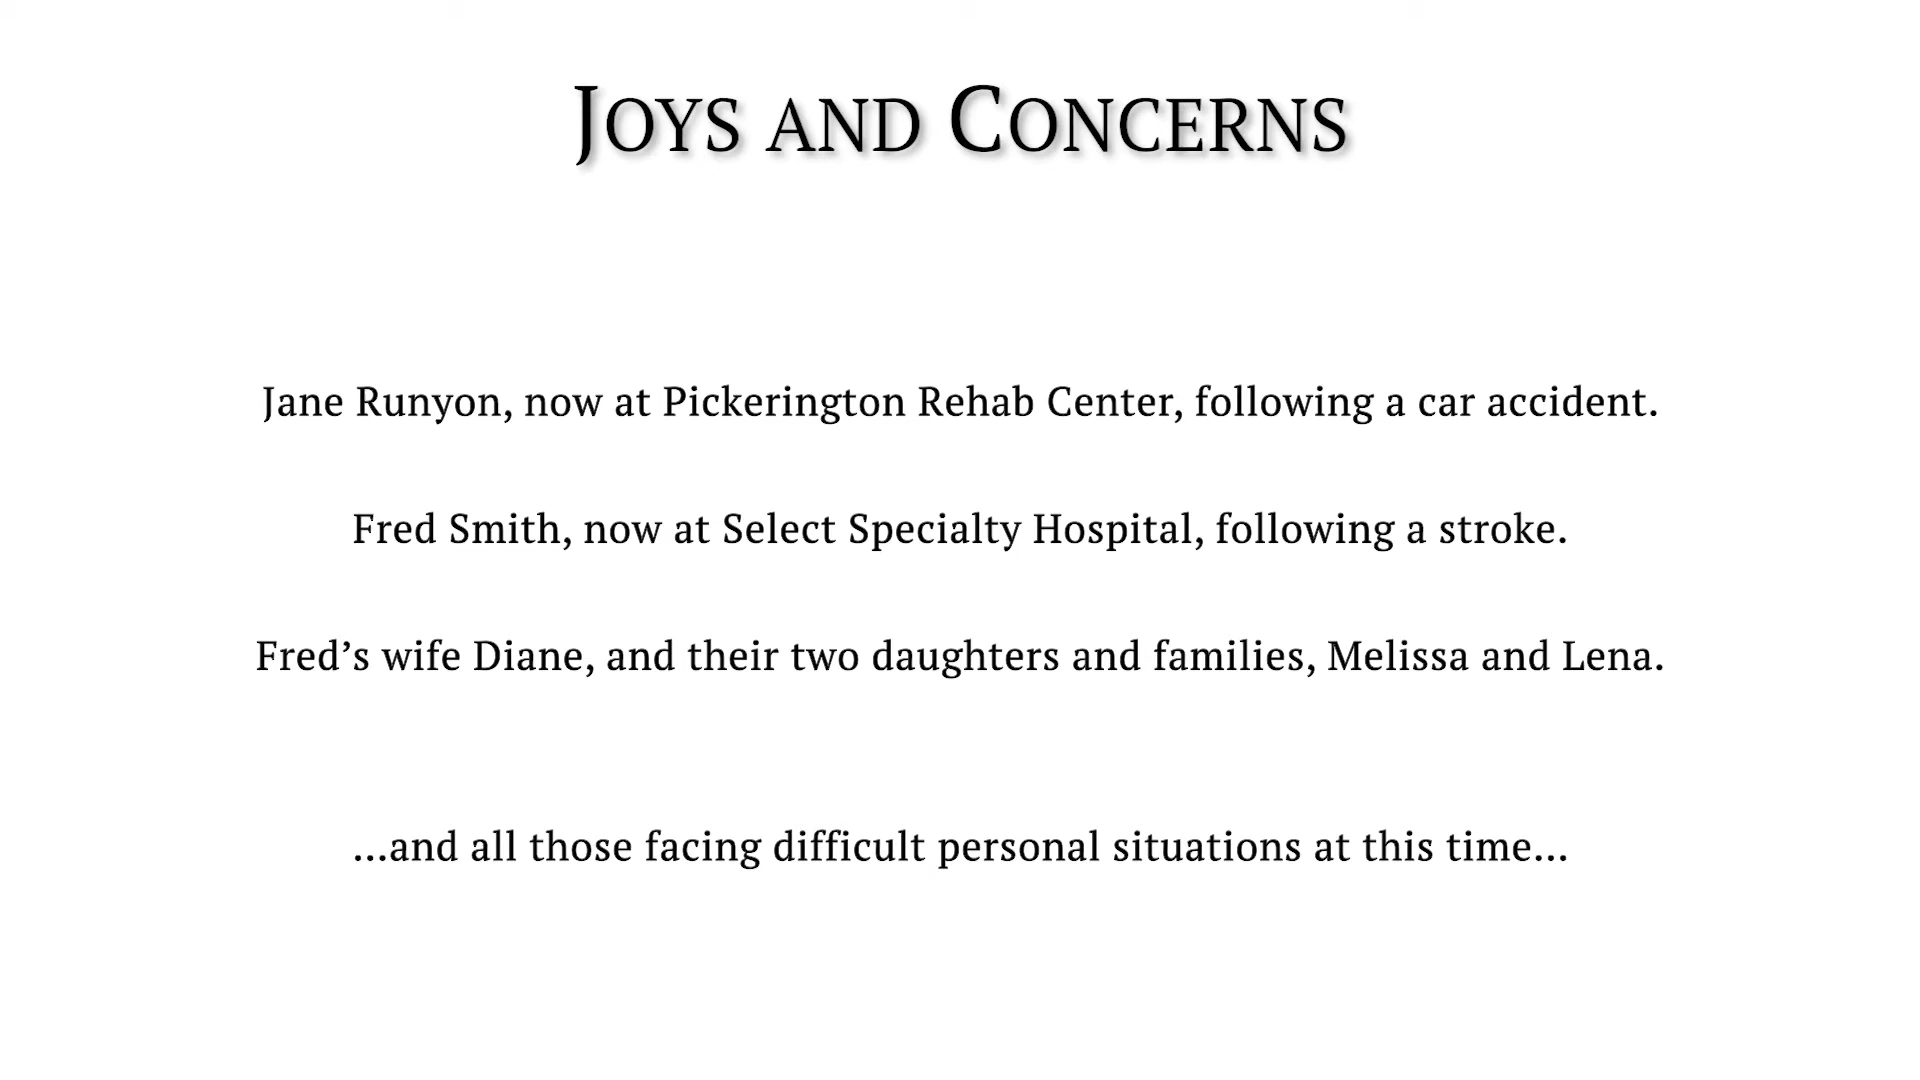 Joys and Concerns
Jane Runyon, now at Pickerington Rehab Center, following a car accident.
Fred Smith, now at Select Specialty Hospital, following a stroke.
Fred’s wife Diane, and their two daughters and families, Melissa and Lena.
...and all those facing difficult personal situations at this time...